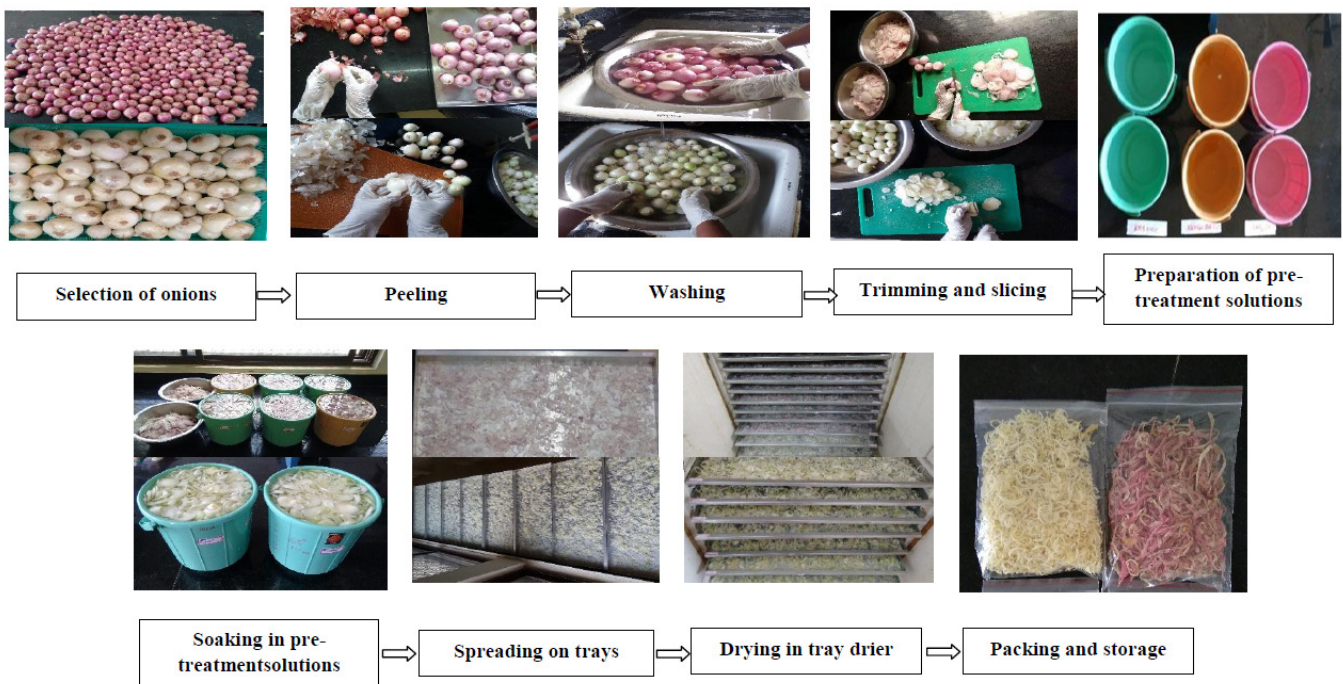 Selection of onions
Peeling
Washing
Trimming and slicing
Preparation of pre-
treatment solutions
Soaking in pre-
treatmentsolutions
Spreading on trays
Drying in tray drier
Packing and storage